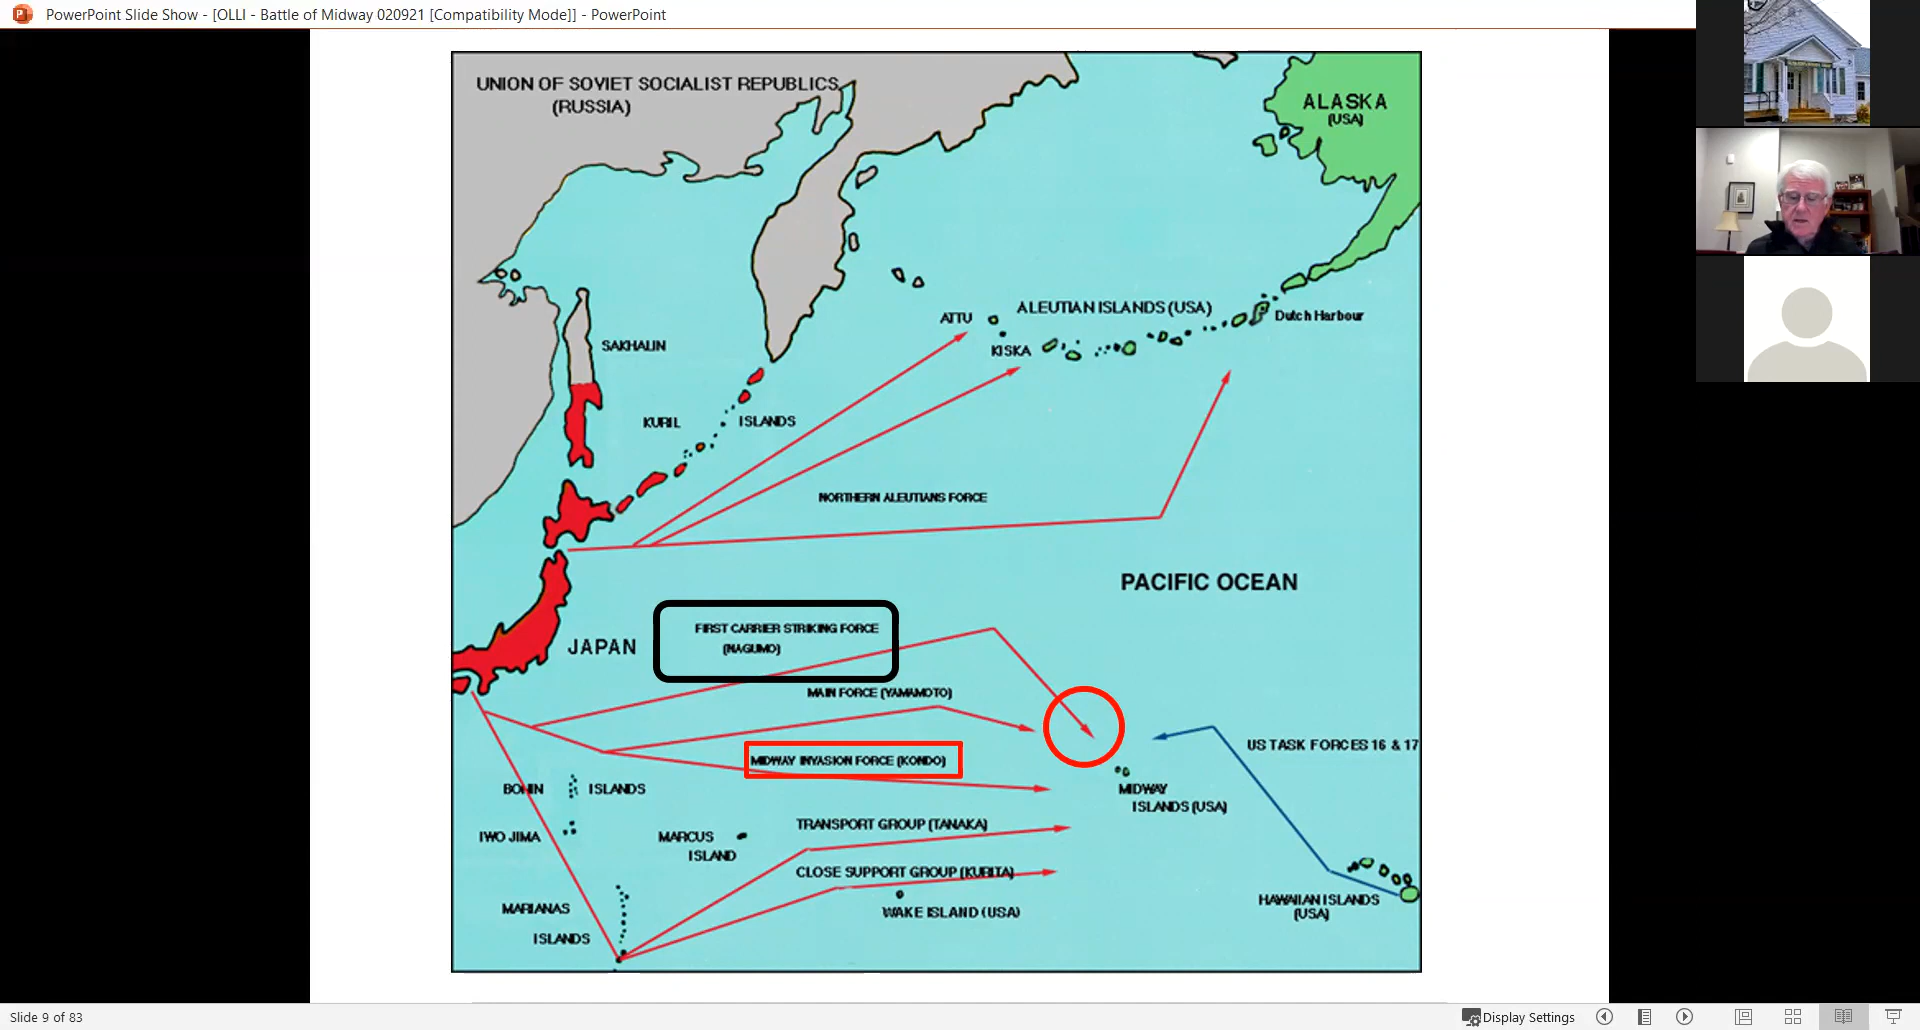 PowerPoint Slide Show - [OLLI - Battle of Midway 020921 [Compatibility Mode]] - PowerPoint
UNION OF SOVIET SOCIALIST REPUBLICS
(RUSSIA)
ALASKA
(USA)
ALEUTIAN ISLANDS (USA)
ATTU
Dutch Harbour
SAKHALIN
KISKA
KURIL
ISLANDS
NORTHERN ALEUTIANS FORCE
PACIFIC OCEAN
FIRST CARRIER STRIKING FORCE
(NAGUMO)
JAPAN
MAIN FORCE (YAMAMOTO)
US TASK FORCES 16 & 17
MIDWAY INVASION FORCE (KONDO)
BONIN
ISLANDS
MIDWAY
ISLANDS (USA)
TRANSPORT GROUP (TANAKA)
IWO JIMA
MARCUS
ISLAND
CLOSE SUPPORT GROUP (KURITA)
HAWAIIAN ISLANDS
(USA)
WAKE ISLAND (USA)
MARIANAS
ISLANDS
Slide 9 of 83
Display Settings